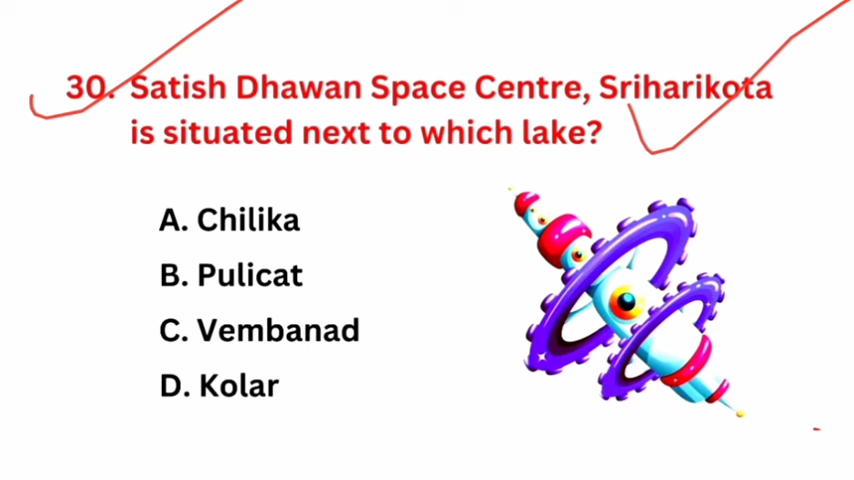 30. Satish Dhawan Space Centre, Sriharikota
is situated next to which lake?
A. Chilika
B. Pulicat
C. Vembanad
D. Kolar